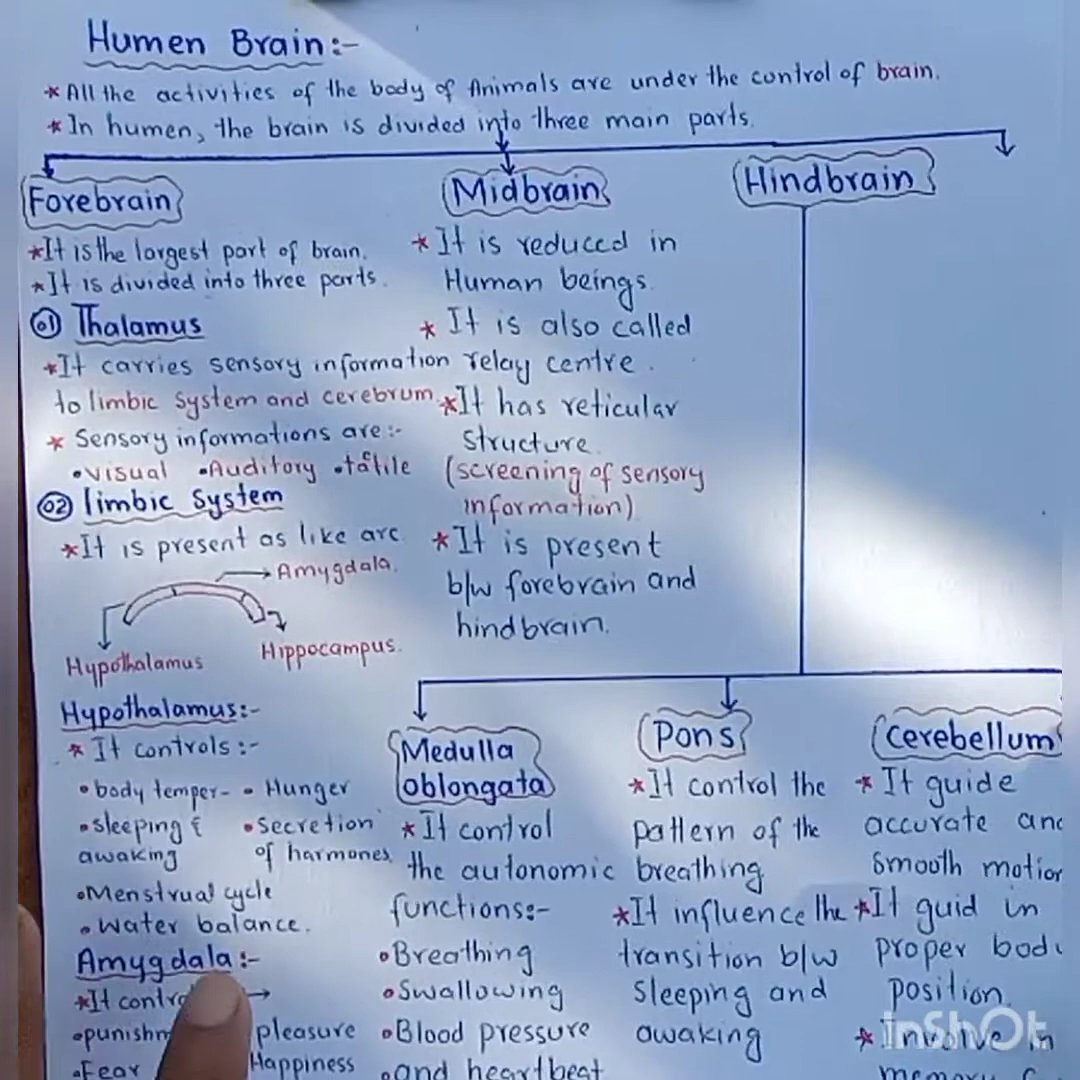 Humen Brain:-
* All the activities of the body of Animals are under the control of brain.
* In humen, the brain is divided into three main parts.
Forebrain
* It is the largest part of brain.
* It is divided into three parts.
01 Thalamus
* It carries sensory information
to limbic system and cerebrum.
* Sensory informations are:-
• visual • Auditory • tactile
02 limbic system
* It is present as like arc
Amygdala.
Hypothalamus
Hippocampus.
Hypothalamus:-
* It controls:-
• body temper- • Hunger
• sleeping & • Secretion
awaking of harmones
• Menstrual cycle
• Water balance.
Amygdala:-
* It
• pleasure
• Fear Happiness
Midbrain
* It is reduced in
Human beings.
* It is also called
relay centre.
* It has reticular
structure.
(screening of sensory
information)
* It is present
b/w forebrain and
hindbrain.
Hindbrain
Medulla
oblongata
* It control
the autonomic
functions:-
• Breathing
• Swallowing
• Blood pressure
• and heartbeat
Pons
* It control the
pattern of the
breathing
* It influence the
transition b/w
sleeping and
awaking
Cerebellum
* It guide
accurate and
smooth motion
* It guid in
proper body
position.
* Involve in
memory
InShOt